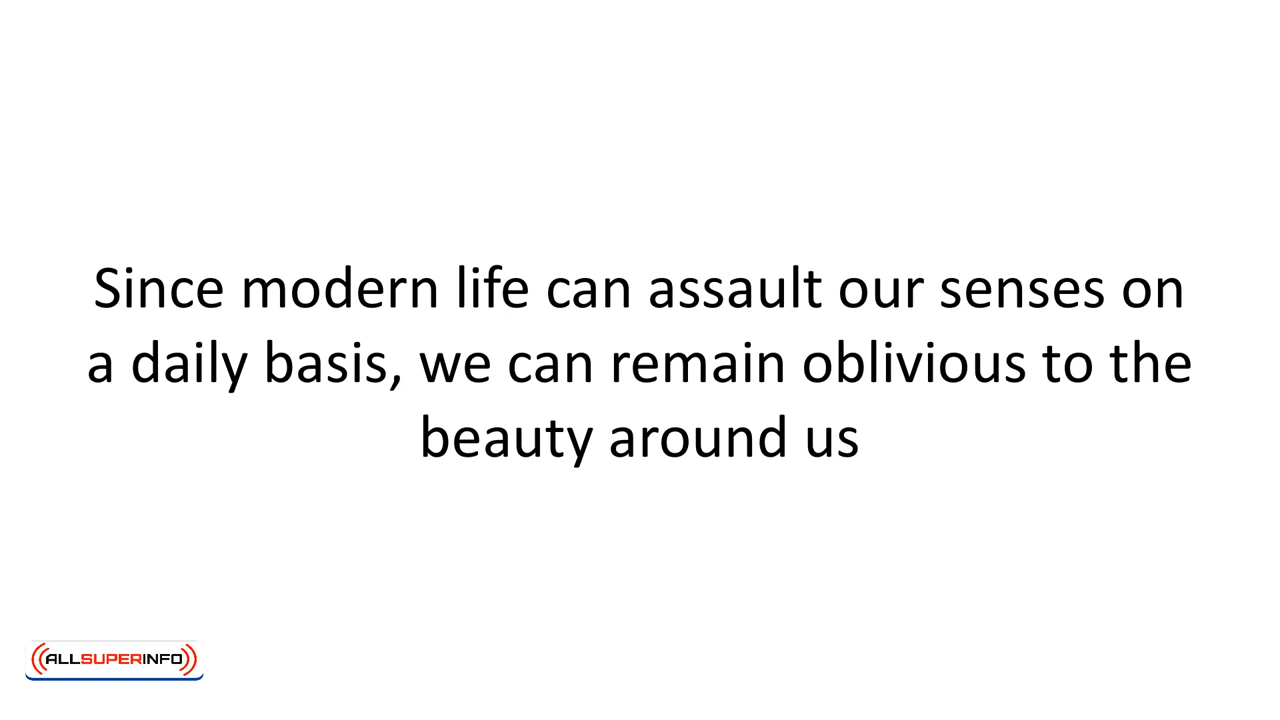 Since modern life can assault our senses on
a daily basis, we can remain oblivious to the
beauty around us
ALLSUPERINFO